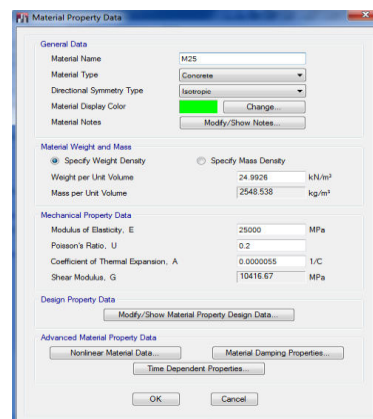 Material Property Data
General Data
Material Name M25
Material Type Concrete
Directional Symmetry Type Isotropic
Material Display Color Change...
Material Notes Modify/Show Notes...
Material Weight and Mass
Specify Weight Density Specify Mass Density
Weight per Unit Volume 24.9926 kN/m³
Mass per Unit Volume 2548.538 kg/m³
Mechanical Property Data
Modulus of Elasticity, E 25000 MPa
Poisson's Ratio, U 0.2
Coefficient of Thermal Expansion, A 0.0000055 1/C
Shear Modulus, G 10416.67 MPa
Design Property Data
Modify/Show Material Property Design Data...
Advanced Material Property Data
Nonlinear Material Data... Material Damping Properties...
Time Dependent Properties...
OK Cancel